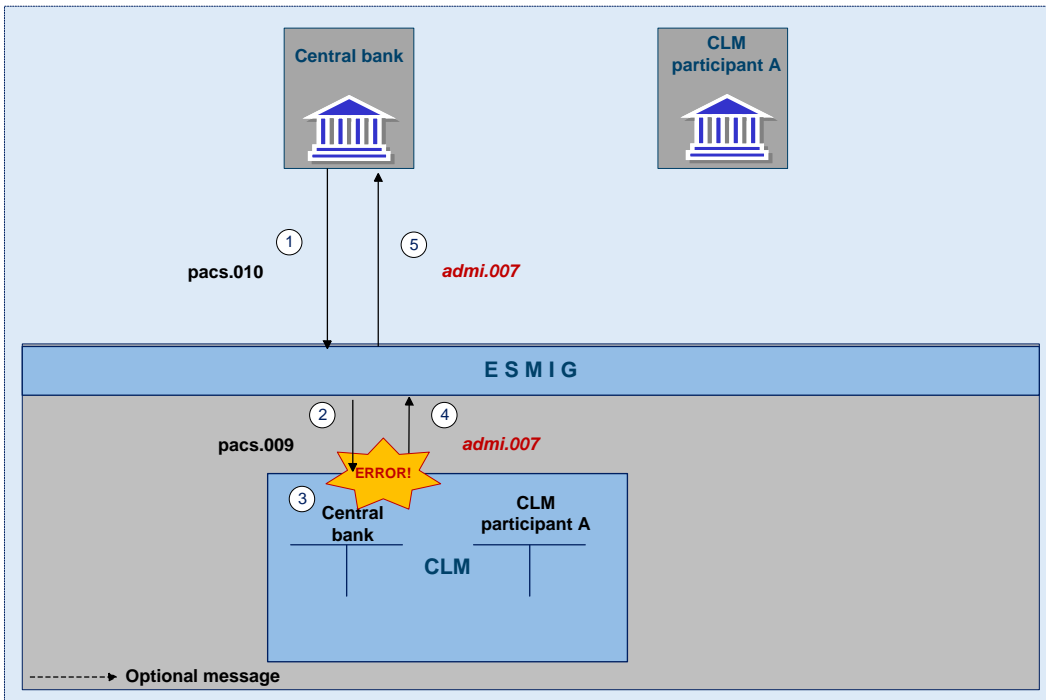 Central bank
CLM
participant A
1
5
pacs.010
admi.007
E S M I G
2
4
pacs.009
admi.007
ERROR!
3
Central
bank
CLM
participant A
CLM
Optional message